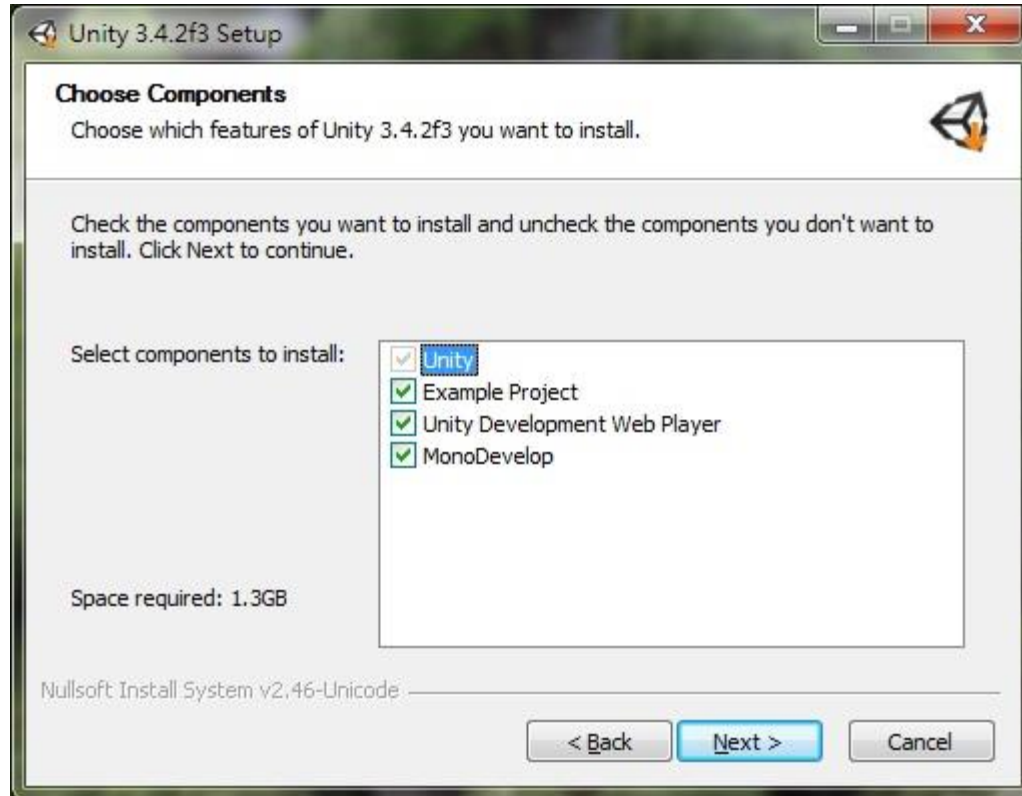 Unity 3.4.2f3 Setup
Choose Components
Choose which features of Unity 3.4.2f3 you want to install.
Check the components you want to install and uncheck the components you don't want to
install. Click Next to continue.
Select components to install:
Unity
Example Project
Unity Development Web Player
MonoDevelop
Space required: 1.3GB
Nullsoft Install System v2.46-Unicode
< Back
Next >
Cancel